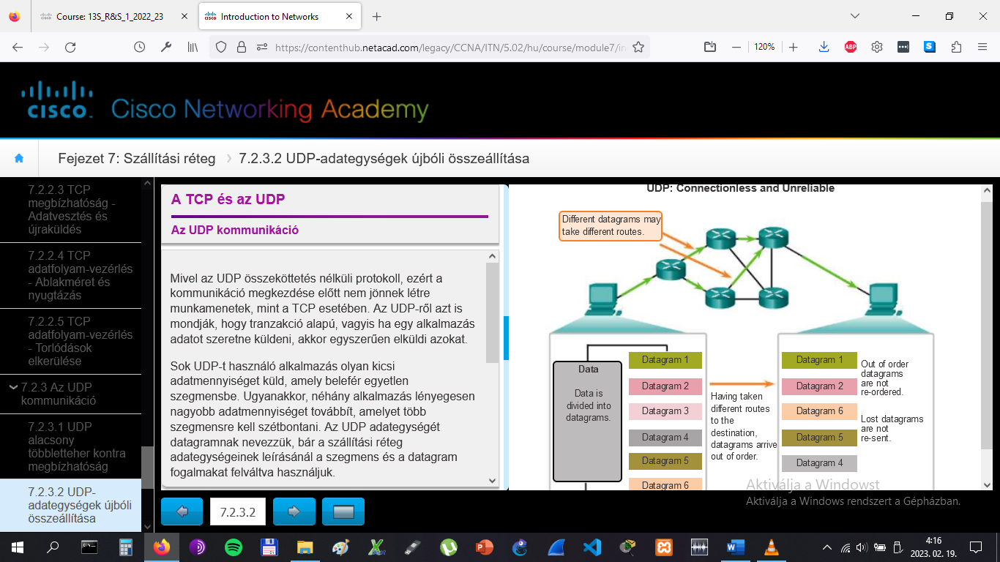 Course: 13S_R&S_1_2022_23
Introduction to Networks
https://contenthub.netacad.com/legacy/CCNA/ITN/5.02/hu/course/module7/in
120%
ABP
CISCO
Cisco Networking Academy
Fejezet 7: Szállítási réteg
7.2.3.2 UDP-adategységek újbóli összeállítása
7.2.2.3 TCP
megbízhatóság -
Adatvesztés és
újraküldés
7.2.2.4 TCP
adatfolyam-vezérlés
- Ablakméret és
nyugtázás
7.2.2.5 TCP
adatfolyam-vezérlés
- Torlódások
elkerülése
7.2.3 Az UDP
kommunikáció
7.2.3.1 UDP
alacsony
többletteher kontra
megbízhatóság
7.2.3.2 UDP-
adategységek újbóli
összeállítása
A TCP és az UDP
Az UDP kommunikáció
Mivel az UDP összeköttetés nélküli protokoll, ezért a
kommunikáció megkezdése előtt nem jönnek létre
munkamenetek, mint a TCP esetében. Az UDP-ről azt is
mondják, hogy tranzakció alapú, vagyis ha egy alkalmazás
adatot szeretne küldeni, akkor egyszerűen elküldi azokat.
Sok UDP-t használó alkalmazás olyan kicsi
adatmennyiséget küld, amely belefér egyetlen
szegmensbe. Ugyanakkor, néhány alkalmazás lényegesen
nagyobb adatmennyiséget továbbít, amelyet több
szegmensre kell szétbontani. Az UDP adategységét
datagramnak nevezzük, bár a szállítási réteg
adategységeinek leírásánál a szegmens és a datagram
fogalmakat felváltva használjuk.
7.2.3.2
UDP: Connectionless and Unreliable
Different datagrams may
take different routes.
Data
Data is
divided into
datagrams.
Datagram 1
Datagram 2
Datagram 3
Datagram 4
Datagram 5
Datagram 6
Having taken
different routes
to the
destination,
datagrams arrive
out of order.
Datagram 1
Datagram 2
Datagram 6
Datagram 5
Datagram 4
Out of order
datagrams
are not
re-ordered.
Lost datagrams
are not
re-sent.
Aktiválja a Windowst
Aktiválja a Windows rendszert a Gépházban.
4:16
2023. 02. 19.